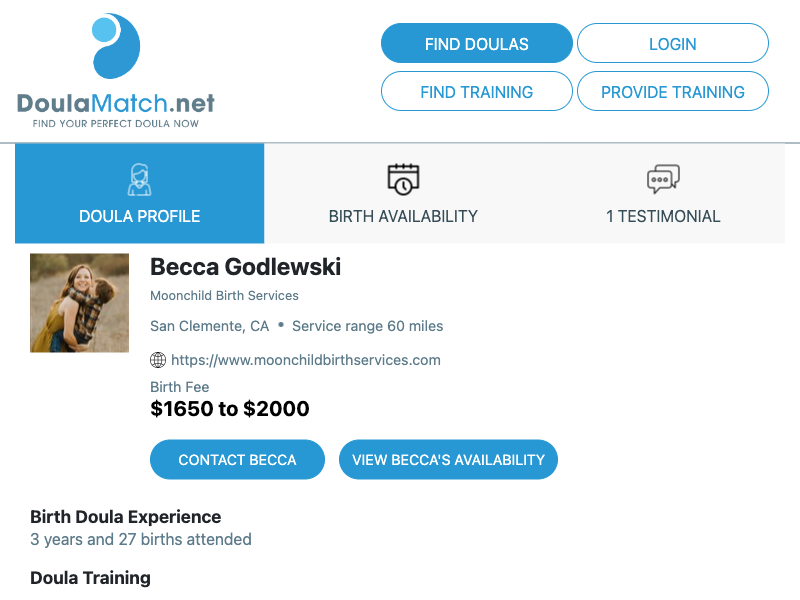 DoulaMatch.net
FIND YOUR PERFECT DOULA NOW
FIND DOULAS
LOGIN
FIND TRAINING
PROVIDE TRAINING
DOULA PROFILE
BIRTH AVAILABILITY
1 TESTIMONIAL
Becca Godlewski
Moonchild Birth Services
San Clemente, CA • Service range 60 miles
https://www.moonchildbirthservices.com
Birth Fee
$1650 to $2000
CONTACT BECCA
VIEW BECCA'S AVAILABILITY
Birth Doula Experience
3 years and 27 births attended
Doula Training